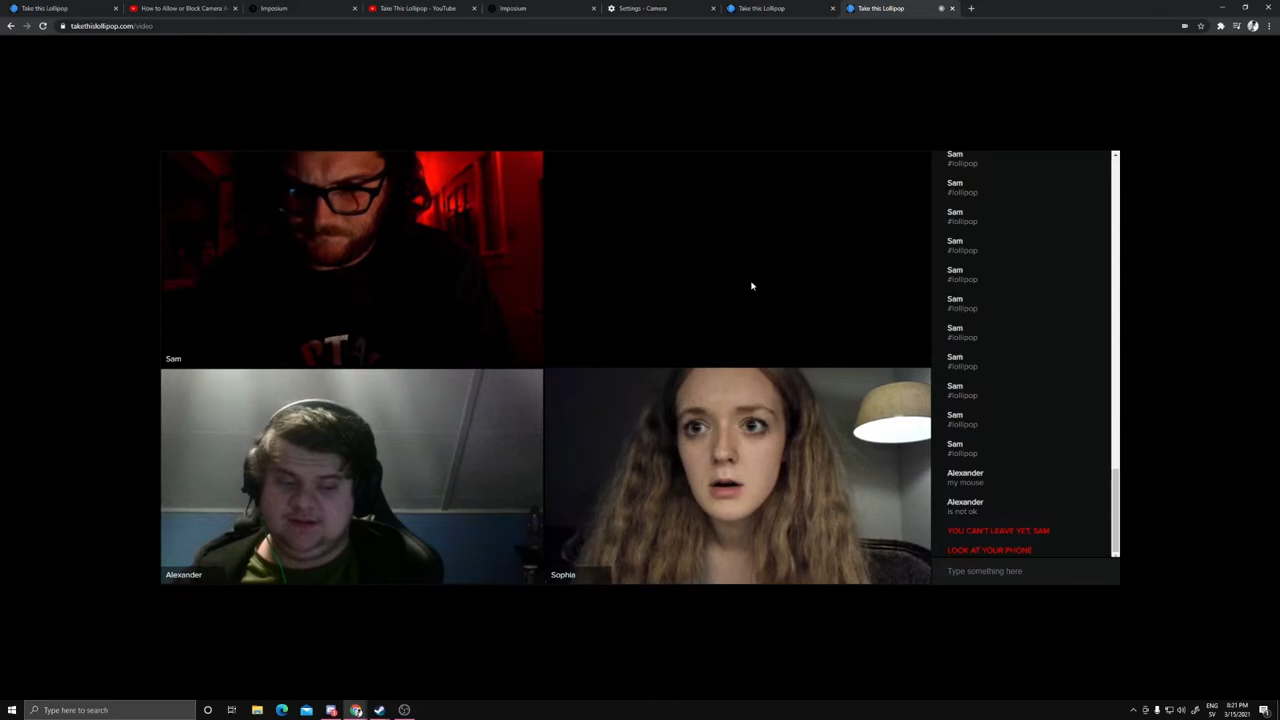 Take this Lollipop
How to Allow or Block Camera A
Imposium
Take This Lollipop - YouTube
Imposium
Settings - Camera
Take this Lollipop
Take this Lollipop
takethislollipop.com/video
Sam
#lollipop
Sam
#lollipop
Sam
#lollipop
Sam
#lollipop
Sam
#lollipop
Sam
#lollipop
Sam
#lollipop
Sam
#lollipop
Sam
#lollipop
Sam
#lollipop
Sam
#lollipop
Alexander
my mouse
Alexander
is not ok
YOU CAN'T LEAVE YET, SAM
LOOK AT YOUR PHONE
Type something here
Sam
Alexander
Sophia
Type here to search
ENG
SV
8:21 PM
3/15/2021